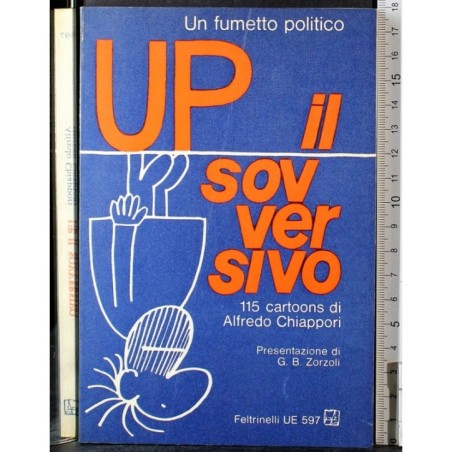 Un fumetto politico
UP il
sov
ver
sivo
115 cartoons di
Alfredo Chiappori
Presentazione di
G. B. Zorzoli
Feltrinelli UE 597